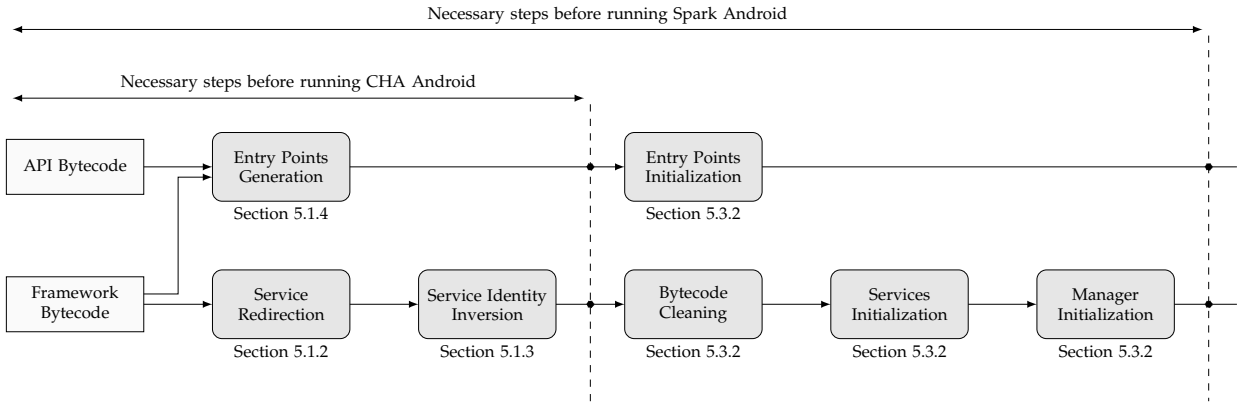 Necessary steps before running Spark Android
Necessary steps before running CHA Android
API Bytecode
Entry Points
Generation
Section 5.1.4
Entry Points
Initialization
Section 5.3.2
Framework
Bytecode
Service
Redirection
Section 5.1.2
Service Identity
Inversion
Section 5.1.3
Bytecode
Cleaning
Section 5.3.2
Services
Initialization
Section 5.3.2
Manager
Initialization
Section 5.3.2